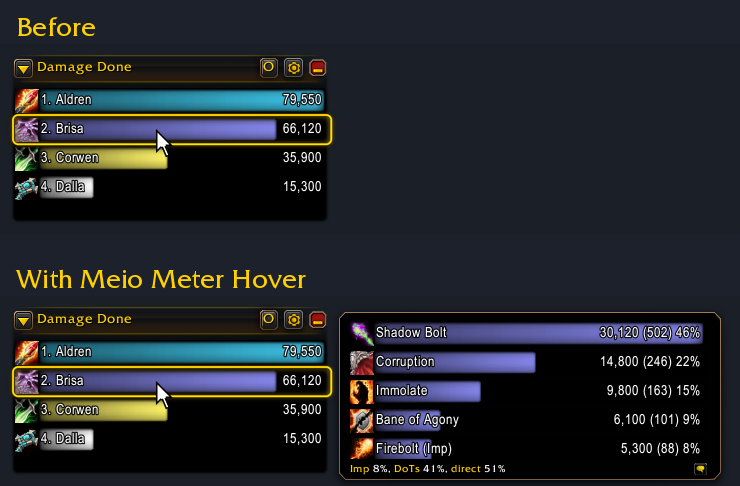 Before
Damage Done
1. Aldren 79,550
2. Brisa 66,120
3. Corwen 35,900
4. Dalla 15,300
With Meio Meter Hover
Damage Done
1. Aldren 79,550
2. Brisa 66,120
3. Corwen 35,900
4. Dalla 15,300
Shadow Bolt 30,120 (502) 46%
Corruption 14,800 (246) 22%
Immolate 9,800 (163) 15%
Bane of Agony 6,100 (101) 9%
Firebolt (Imp) 5,300 (88) 8%
Imp 8%, DoTs 41%, direct 51%